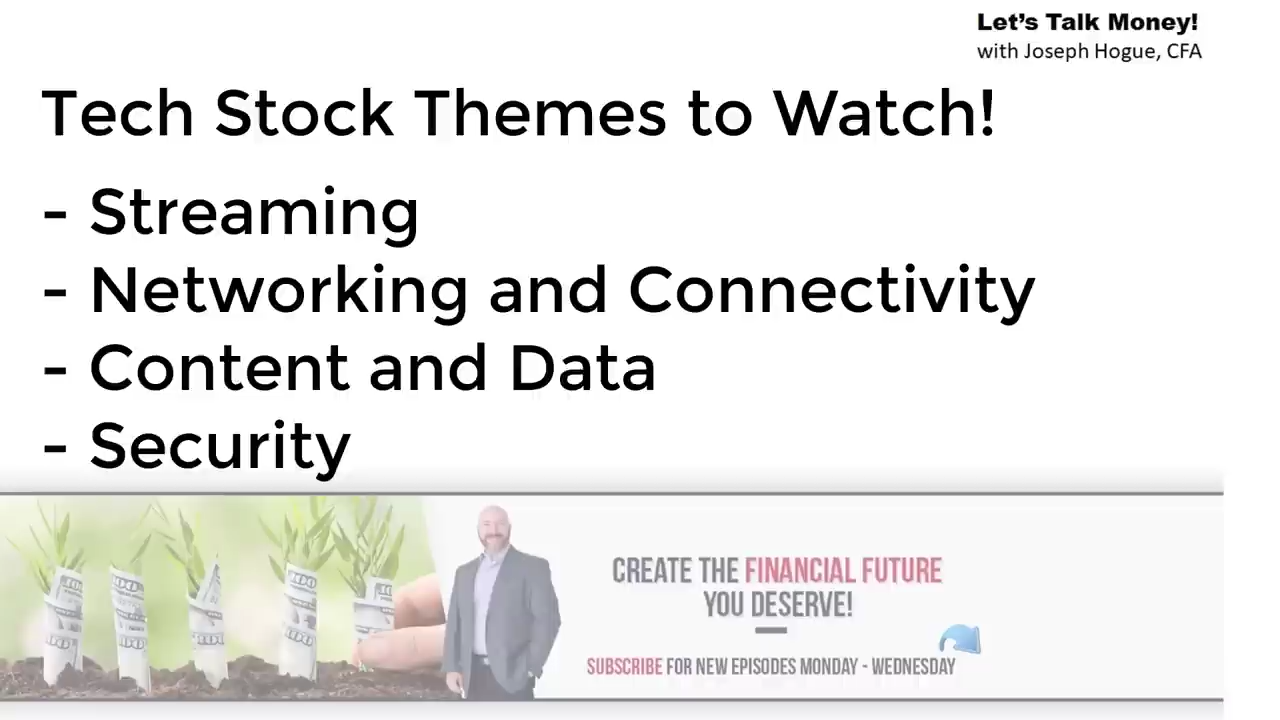 Let's Talk Money!
with Joseph Hogue, CFA
Tech Stock Themes to Watch!
- Streaming
- Networking and Connectivity
- Content and Data
- Security
CREATE THE FINANCIAL FUTURE
YOU DESERVE!
SUBSCRIBE FOR NEW EPISODES MONDAY - WEDNESDAY